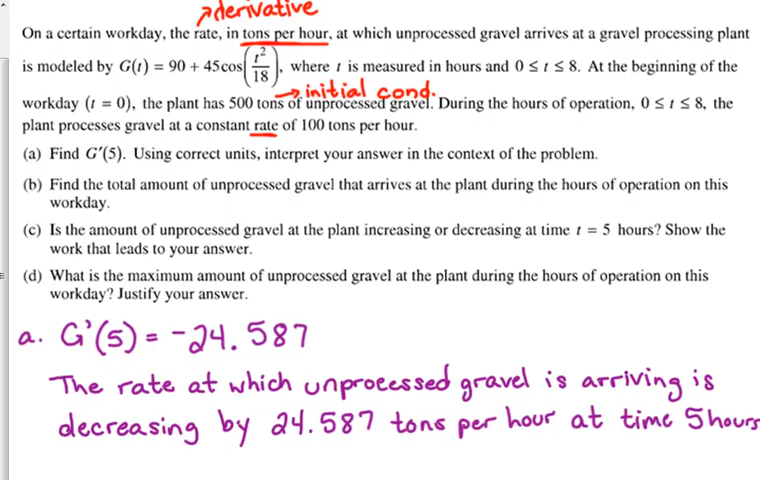 derivative
On a certain workday, the rate, in tons per hour, at which unprocessed gravel arrives at a gravel processing plant
is modeled by G(t) = 90 + 45cos(t²/18), where t is measured in hours and 0 ≤ t ≤ 8. At the beginning of the
initial cond.
workday (t = 0), the plant has 500 tons of unprocessed gravel. During the hours of operation, 0 ≤ t ≤ 8, the
plant processes gravel at a constant rate of 100 tons per hour.
(a) Find G′(5). Using correct units, interpret your answer in the context of the problem.
(b) Find the total amount of unprocessed gravel that arrives at the plant during the hours of operation on this
workday.
(c) Is the amount of unprocessed gravel at the plant increasing or decreasing at time t = 5 hours? Show the
work that leads to your answer.
(d) What is the maximum amount of unprocessed gravel at the plant during the hours of operation on this
workday? Justify your answer.
a. G'(5) = -24.587
The rate at which unprocessed gravel is arriving is
decreasing by 24.587 tons per hour at time 5 hours